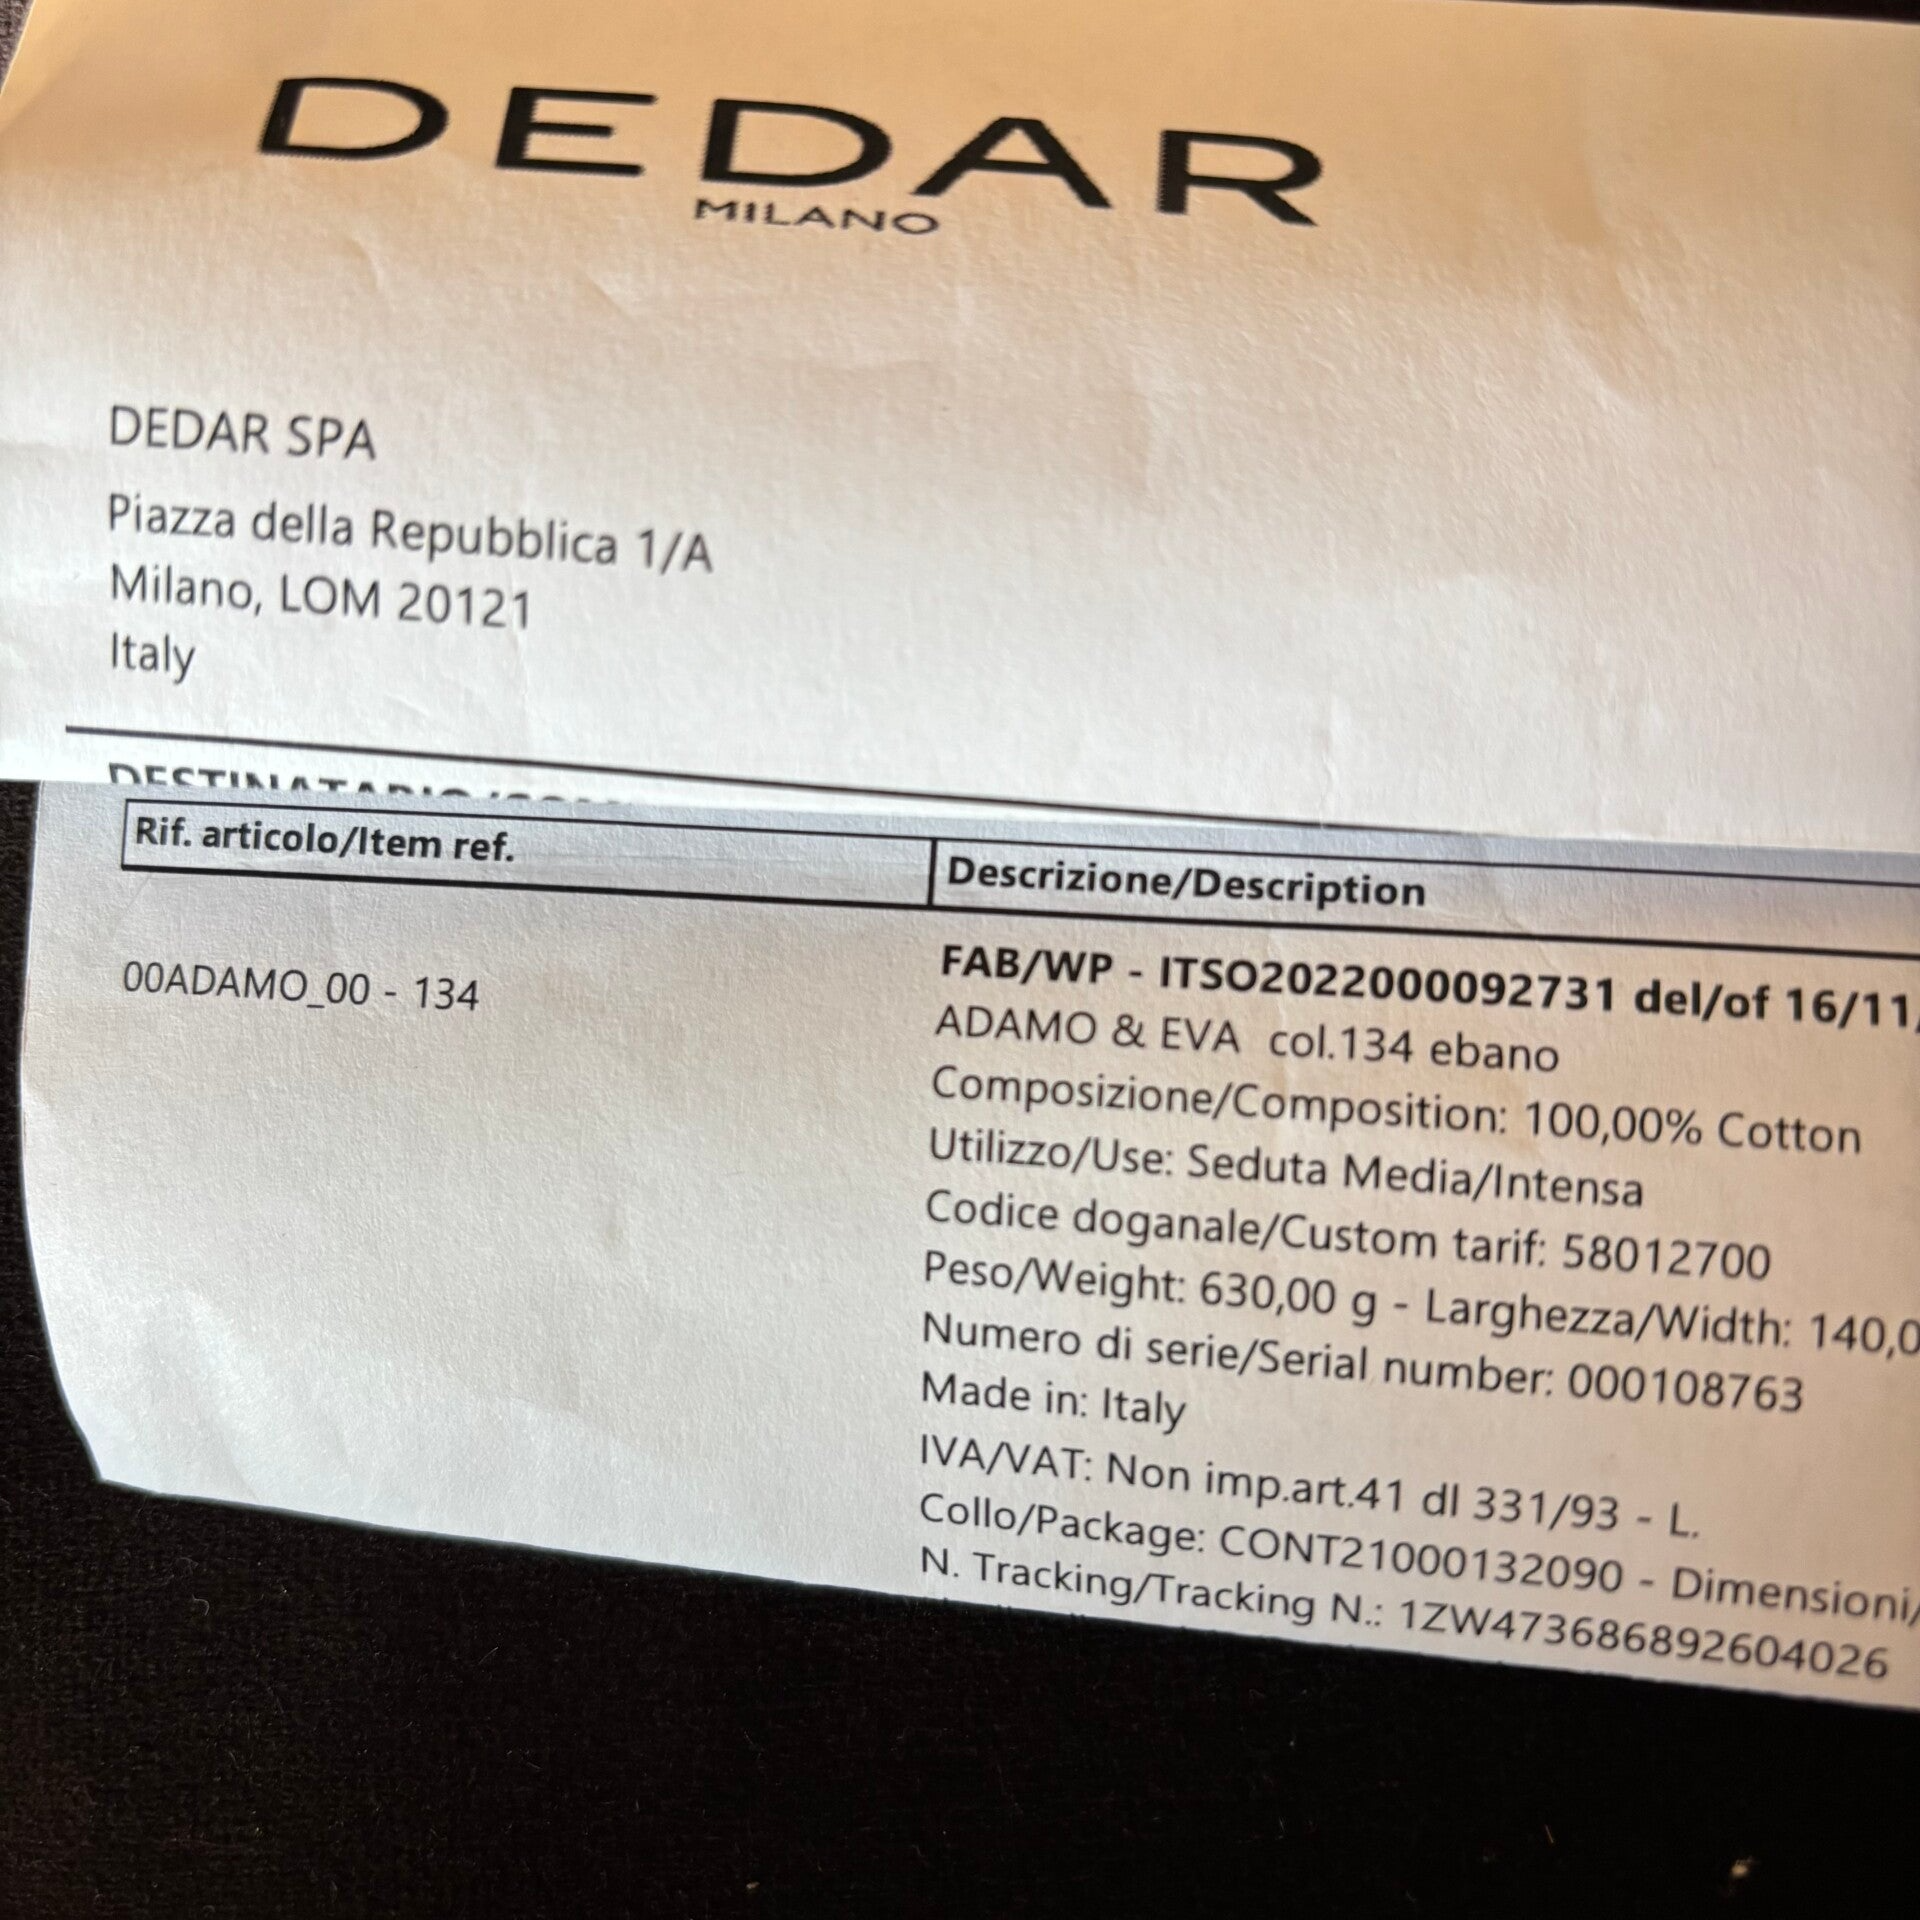 DEDAR
MILANO
DEDAR SPA
Piazza della Repubblica 1/A
Milano, LOM 20121
Italy
Rif. articolo/Item ref.
Descrizione/Description
00ADAMO_00 - 134
FAB/WP - ITSO2022000092731 del/of 16/11,
ADAMO & EVA col.134 ebano
Composizione/Composition: 100,00% Cotton
Utilizzo/Use: Seduta Media/Intensa
Codice doganale/Custom tarif: 58012700
Peso/Weight: 630,00 g - Larghezza/Width: 140,0
Numero di serie/Serial number: 000108763
Made in: Italy
IVA/VAT: Non imp.art.41 dl 331/93 - L.
Collo/Package: CONT21000132090 - Dimensioni/
N. Tracking/Tracking N.: 1ZW473686892604026